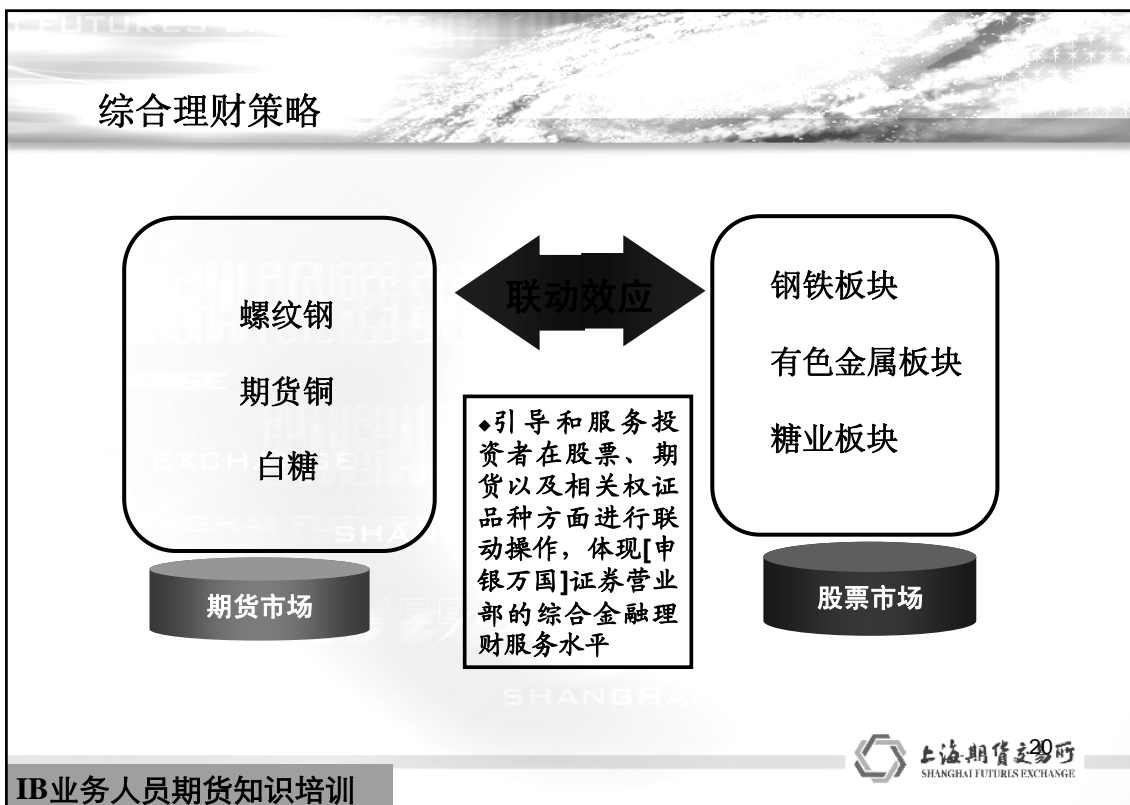 综合理财策略
螺纹钢
期货铜
白糖
期货市场
联动效应
◆引导和服务投
资者在股票、期
货以及相关权证
品种方面进行联
动操作，体现[申
银万国]证券营业
部的综合金融理
财服务水平
钢铁板块
有色金属板块
糖业板块
股票市场
SHANGHA
上海期货交易所
SHANGHAI FUTURES EXCHANGE
20
IB业务人员期货知识培训